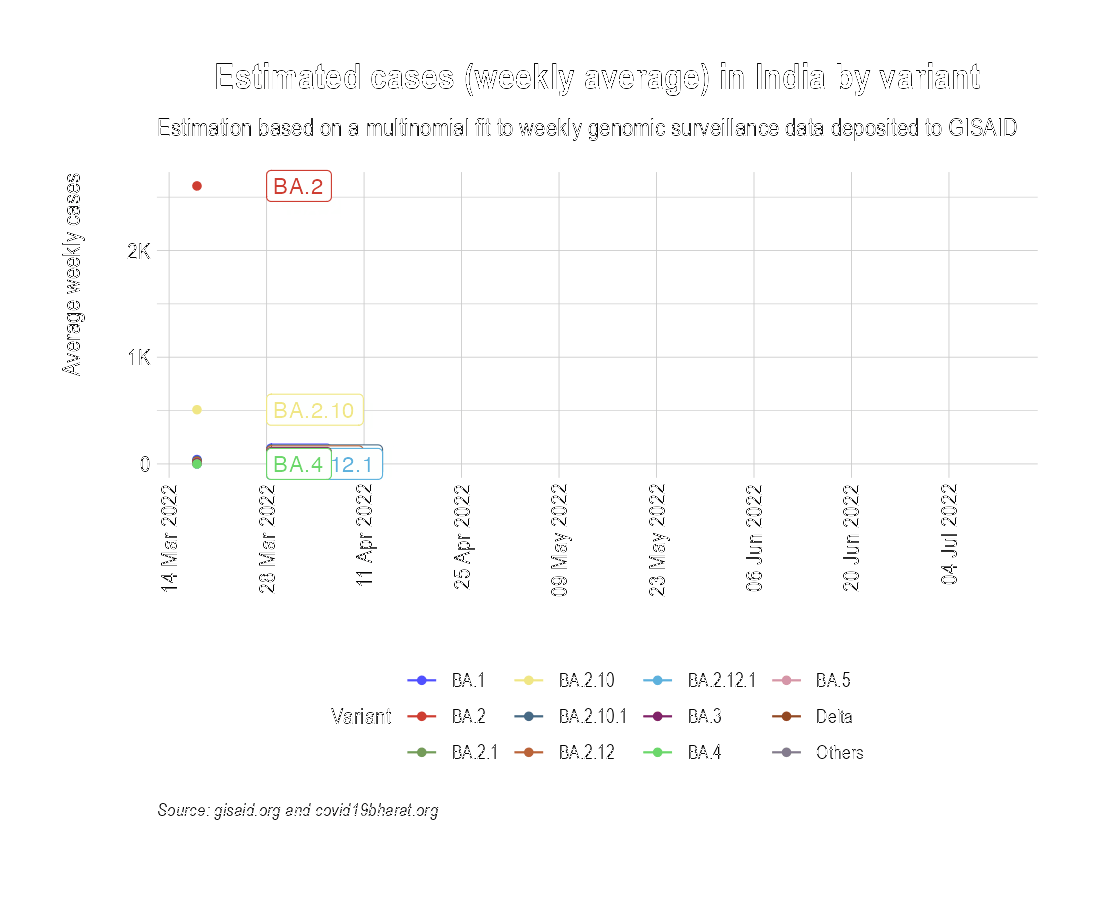 Estimated cases (weekly average) in India by variant
Estimation based on a multinomial fit to weekly genomic surveillance data deposited to GISAID
Average weekly cases
BA.2
2K
1K
BA.2.10
0
BA.4
12.1
14 Mar 2022
28 Mar 2022
11 Apr 2022
25 Apr 2022
09 May 2022
23 May 2022
06 Jun 2022
20 Jun 2022
04 Jul 2022
Variant
BA.1
BA.2.10
BA.2.12.1
BA.5
BA.2
BA.2.10.1
BA.3
Delta
BA.2.1
BA.2.12
BA.4
Others
Source: gisaid.org and covid19bharat.org